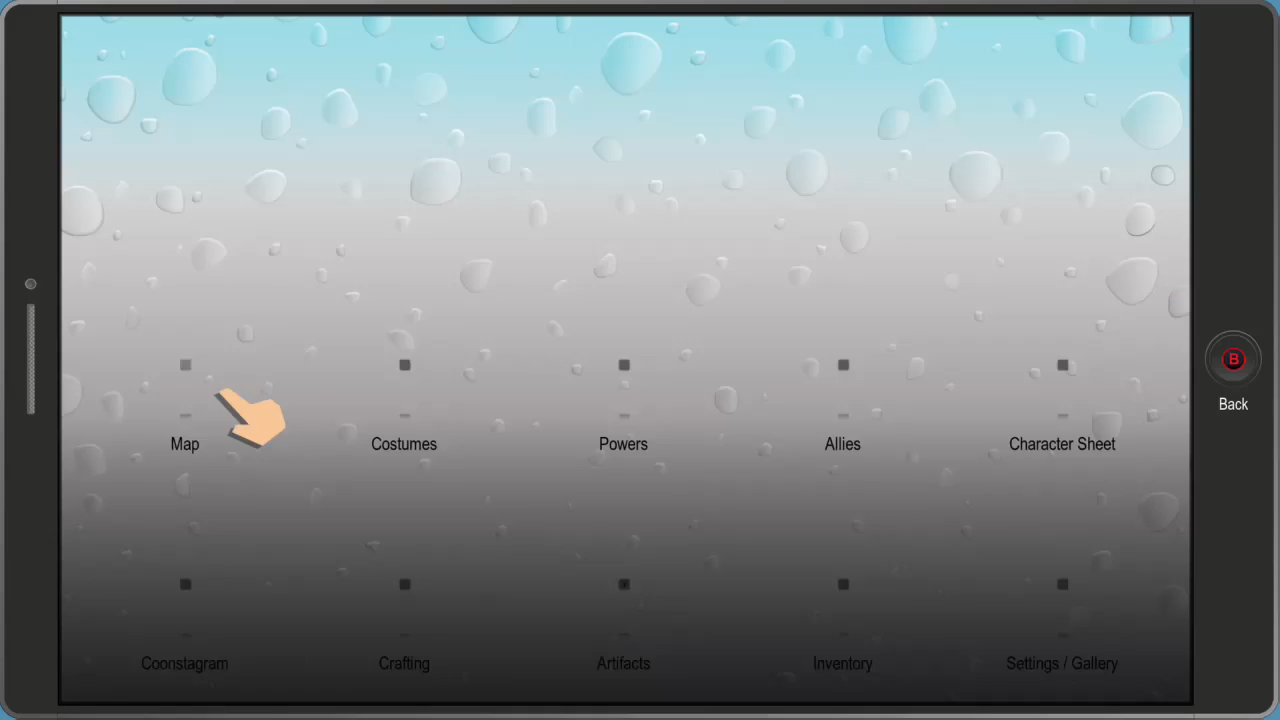 B
Back
Map
Costumes
Powers
Allies
Character Sheet
Coonstagram
Crafting
Artifacts
Inventory
Settings / Gallery